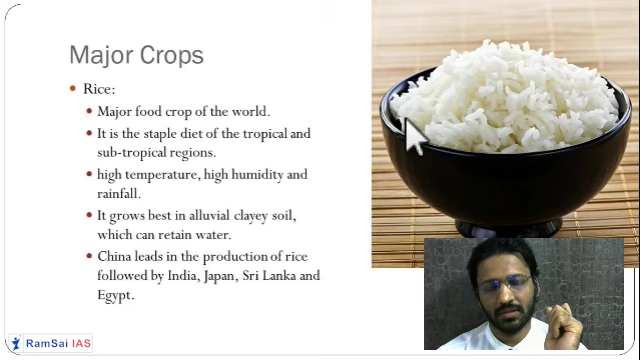 Major Crops
Rice:
Major food crop of the world.
It is the staple diet of the tropical and
sub-tropical regions.
high temperature, high humidity and
rainfall.
It grows best in alluvial clayey soil,
which can retain water.
China leads in the production of rice
followed by India, Japan, Sri Lanka and
Egypt.
RamSai IAS